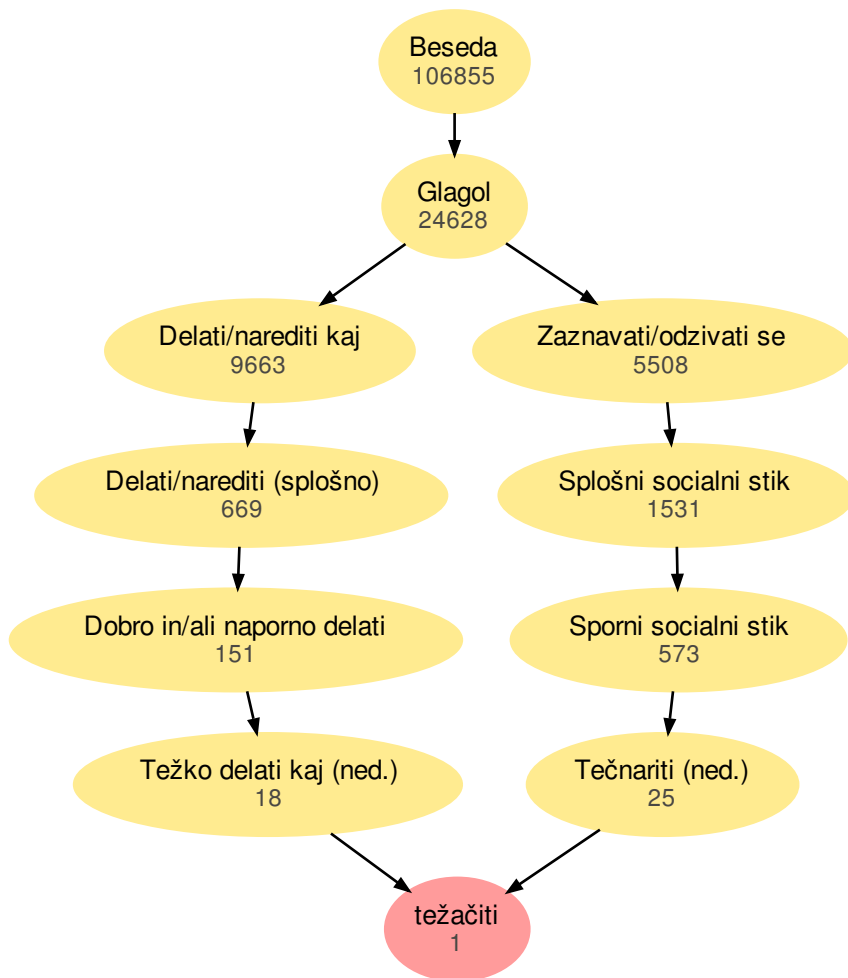 Beseda
106855
Glagol
24628
Delati/narediti kaj
9663
Zaznavati/odzivati se
5508
Delati/narediti (splošno)
669
Splošni socialni stik
1531
Dobro in/ali naporno delati
151
Sporni socialni stik
573
Težko delati kaj (ned.)
18
Tečnariti (ned.)
25
težačiti
1